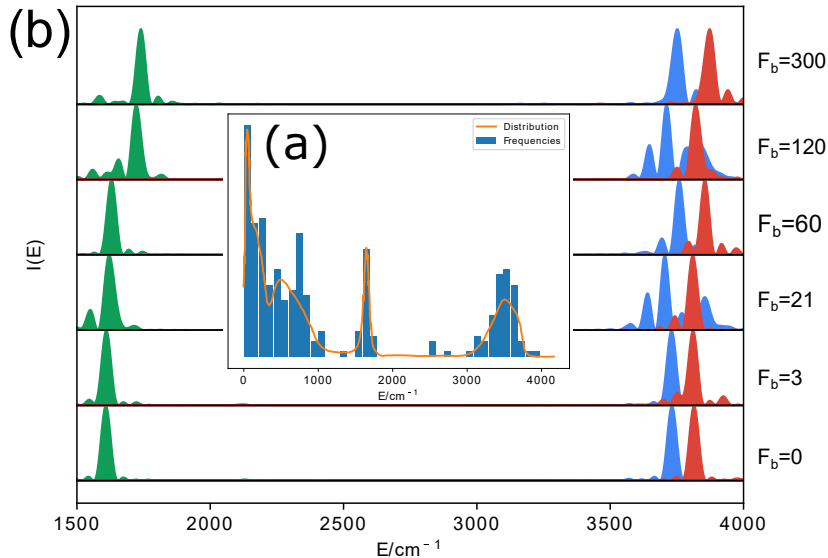 (b)
I(E)
F_b=300
F_b=120
F_b=60
F_b=21
F_b=3
F_b=0
1500 2000 2500 3000 3500 4000
E/cm⁻¹
(a)
Distribution
Frequencies
0 1000 2000 3000 4000
E/cm⁻¹